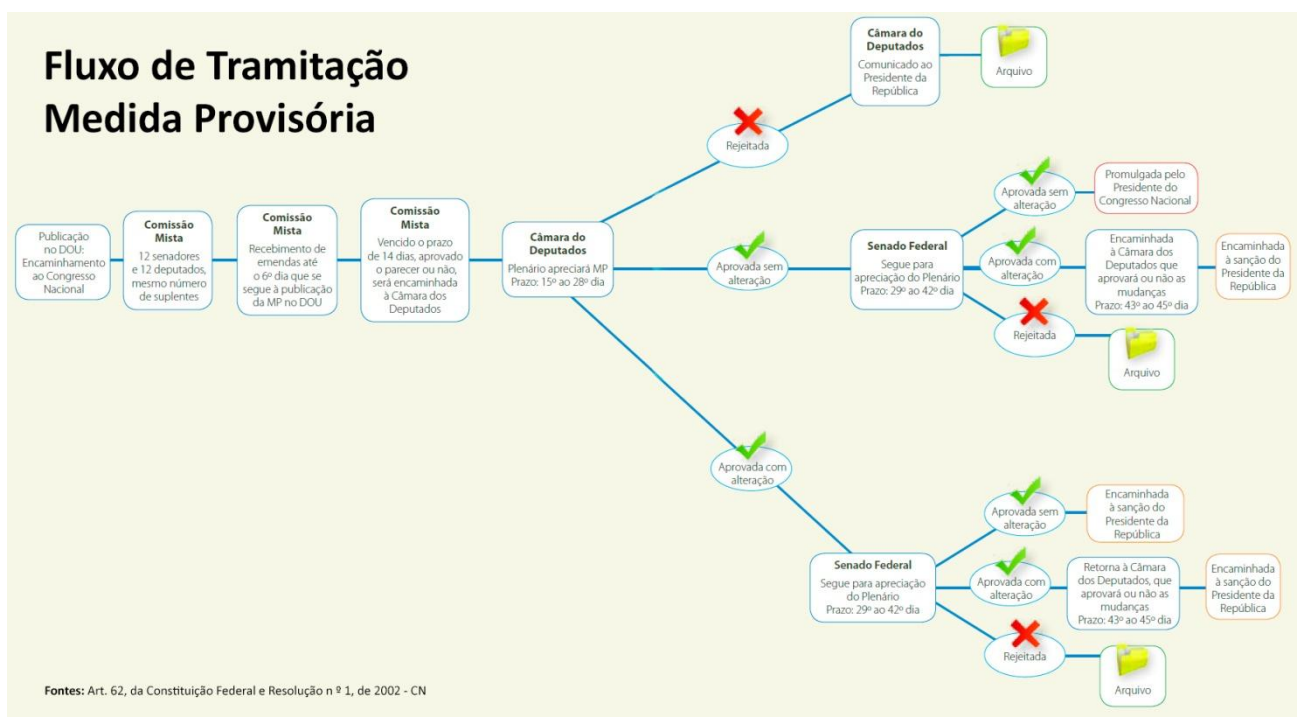 Fluxo de Tramitação
Medida Provisória
Publicação
no DOU:
Encaminhamento
ao Congresso
Nacional
Comissão
Mista
12 senadores
e 12 deputados,
mesmo número
de suplentes
Comissão
Mista
Recebimento de
emendas até
o 6º dia que se
segue à publicação
da MP no DOU
Comissão
Mista
Vencido o prazo
de 14 dias, aprovado
o parecer ou não,
será encaminhada
à Câmara dos
Deputados
Câmara do
Deputados
Plenário apreciará MP
Prazo: 15º ao 28º dia
Rejeitada
Câmara do
Deputados
Comunicado ao
Presidente da
República
Arquivo
Aprovada sem
alteração
Senado Federal
Segue para
apreciação do Plenário
Prazo: 29º ao 42º dia
Aprovada sem
alteração
Promulgada pelo
Presidente do
Congresso Nacional
Aprovada com
alteração
Encaminhada
à Câmara dos
Deputados que
aprovará ou não as
mudanças
Prazo: 43º ao 45º dia
Encaminhada
à sanção do
Presidente da
República
Rejeitada
Arquivo
Aprovada com
alteração
Senado Federal
Segue para apreciação
do Plenário
Prazo: 29º ao 42º dia
Aprovada sem
alteração
Encaminhada
à sanção do
Presidente da
República
Aprovada com
alteração
Retorna à Câmara
dos Deputados, que
aprovará ou não as
mudanças
Prazo: 43º ao 45º dia
Encaminhada
à sanção do
Presidente da
República
Rejeitada
Arquivo
Fontes: Art. 62, da Constituição Federal e Resolução n º 1, de 2002 - CN